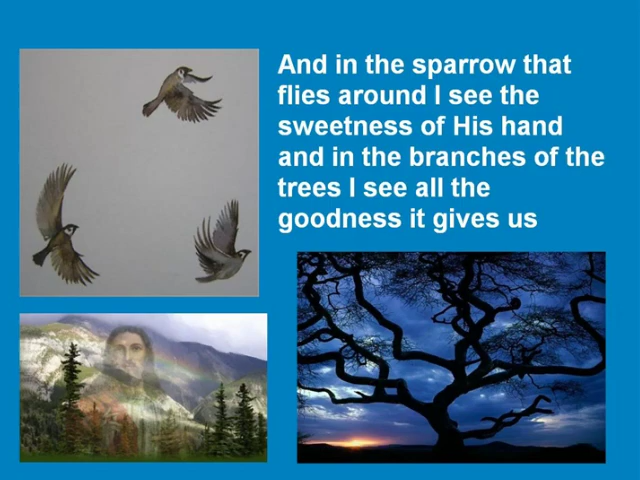 And in the sparrow that
flies around I see the
sweetness of His hand
and in the branches of the
trees I see all the
goodness it gives us